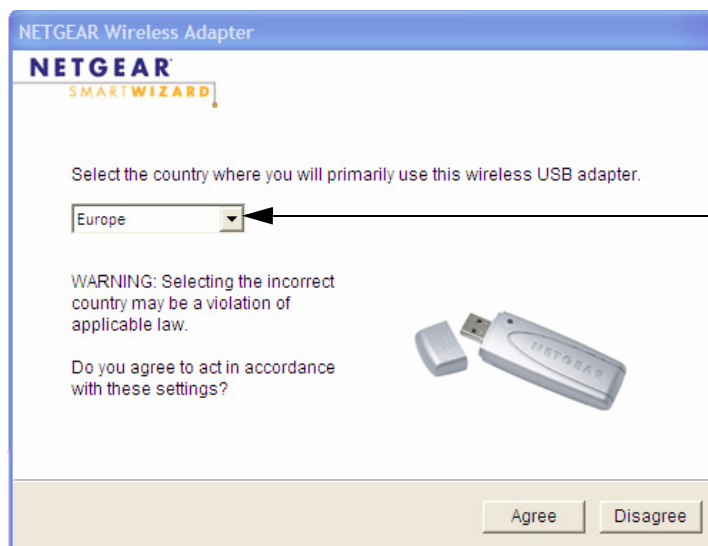 NETGEAR Wireless Adapter
NETGEAR
SMARTWIZARD
Select the country where you will primarily use this wireless USB adapter.
Europe
WARNING: Selecting the incorrect
country may be a violation of
applicable law.
Do you agree to act in accordance
with these settings?
NETGEAR
Agree
Disagree